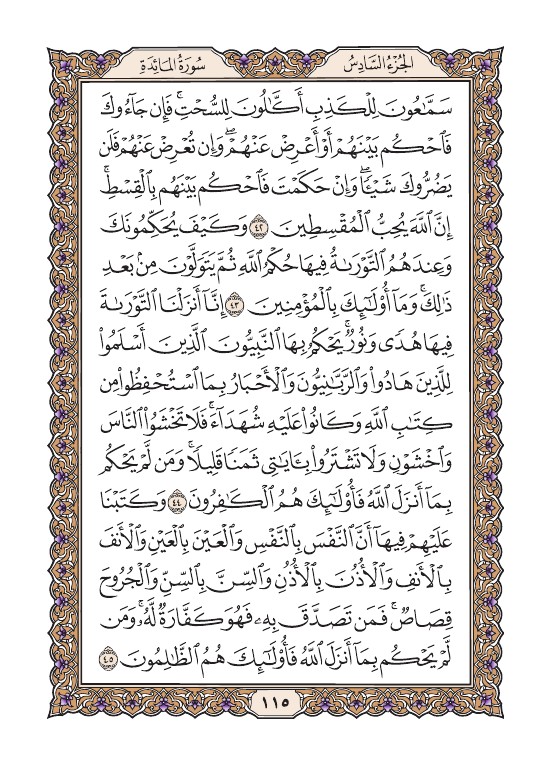 الجُزْءُ السَّادِسُ
سُورَةُ المَائِدَةِ
سَمَّٰعُونَ لِلۡكَذِبِ أَكَّٰلُونَ لِلسُّحۡتِۚ فَإِن جَآءُوكَ
فَٱحۡكُم بَيۡنَهُمۡ أَوۡ أَعۡرِضۡ عَنۡهُمۡۖ وَإِن تُعۡرِضۡ عَنۡهُمۡ فَلَن
يَضُرُّوكَ شَيۡـٔٗاۖ وَإِنۡ حَكَمۡتَ فَٱحۡكُم بَيۡنَهُم بِٱلۡقِسۡطِۚ
إِنَّ ٱللَّهَ يُحِبُّ ٱلۡمُقۡسِطِينَ ٤٢ وَكَيۡفَ يُحَكِّمُونَكَ
وَعِندَهُمُ ٱلتَّوۡرَىٰةُ فِيهَا حُكۡمُ ٱللَّهِ ثُمَّ يَتَوَلَّوۡنَ مِنۢ بَعۡدِ
ذَٰلِكَۚ وَمَآ أُوْلَٰٓئِكَ بِٱلۡمُؤۡمِنِينَ ٤٣ إِنَّآ أَنزَلۡنَا ٱلتَّوۡرَىٰةَ
فِيهَا هُدٗى وَنُورٞۚ يَحۡكُمُ بِهَا ٱلنَّبِيُّونَ ٱلَّذِينَ أَسۡلَمُواْ
لِلَّذِينَ هَادُواْ وَٱلرَّبَّٰنِيُّونَ وَٱلۡأَحۡبَارُ بِمَا ٱسۡتُحۡفِظُواْ مِن
كِتَٰبِ ٱللَّهِ وَكَانُواْ عَلَيۡهِ شُهَدَآءَۚ فَلَا تَخۡشَوُاْ ٱلنَّاسَ
وَٱخۡشَوۡنِ وَلَا تَشۡتَرُواْ بِـَٔايَٰتِي ثَمَنٗا قَلِيلٗاۚ وَمَن لَّمۡ يَحۡكُم
بِمَآ أَنزَلَ ٱللَّهُ فَأُوْلَٰٓئِكَ هُمُ ٱلۡكَٰفِرُونَ ٤٤ وَكَتَبۡنَا
عَلَيۡهِمۡ فِيهَآ أَنَّ ٱلنَّفۡسَ بِٱلنَّفۡسِ وَٱلۡعَيۡنَ بِٱلۡعَيۡنِ وَٱلۡأَنفَ
بِٱلۡأَنفِ وَٱلۡأُذُنَ بِٱلۡأُذُنِ وَٱلسِّنَّ بِٱلسِّنِّ وَٱلۡجُرُوحَ
قِصَاصٞۚ فَمَن تَصَدَّقَ بِهِۦ فَهُوَ كَفَّارَةٞ لَّهُۥۚ وَمَن
لَّمۡ يَحۡكُم بِمَآ أَنزَلَ ٱللَّهُ فَأُوْلَٰٓئِكَ هُمُ ٱلظَّٰلِمُونَ ٤٥
١١٥